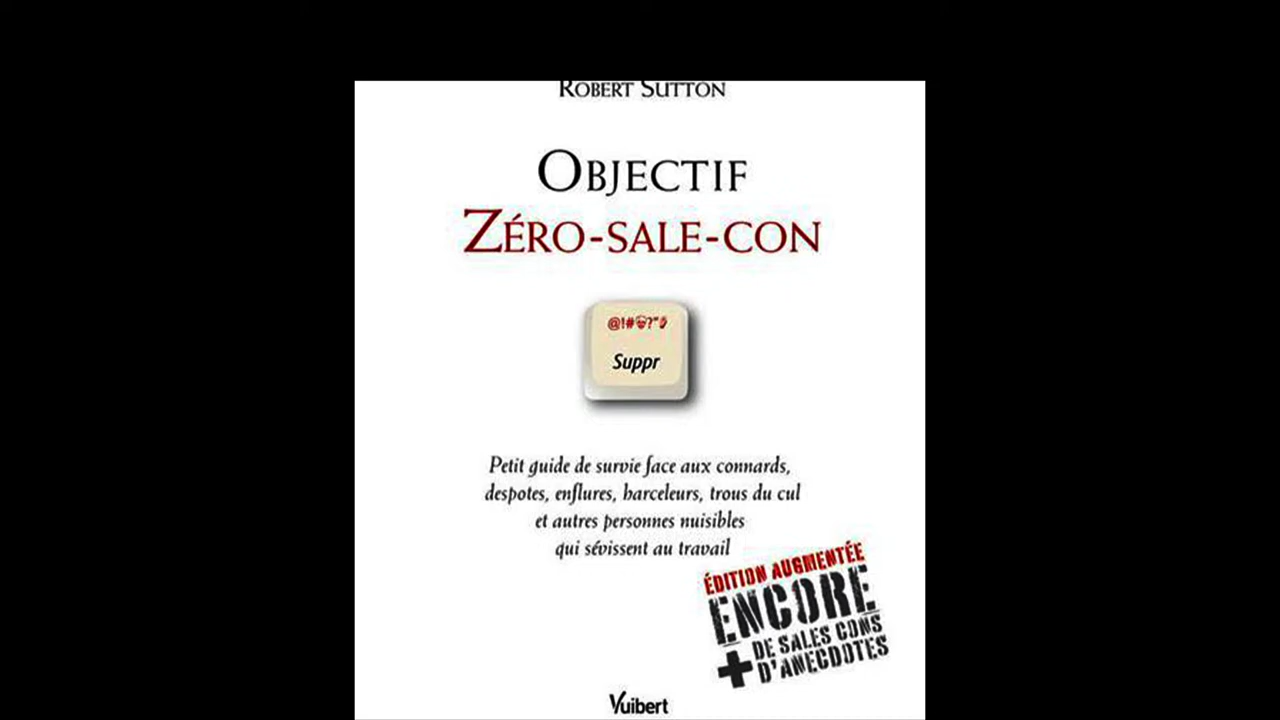 ROBERT SUTTON
OBJECTIF
ZÉRO-SALE-CON
@!#
?"
Suppr
Petit guide de survie face aux connards,
despotes, enflures, harceleurs, trous du cul
et autres personnes nuisibles
qui sévissent au travail
ÉDITION AUGMENTÉE
ENCORE
+ DE SALES CONS
D'ANECDOTES
Vuibert